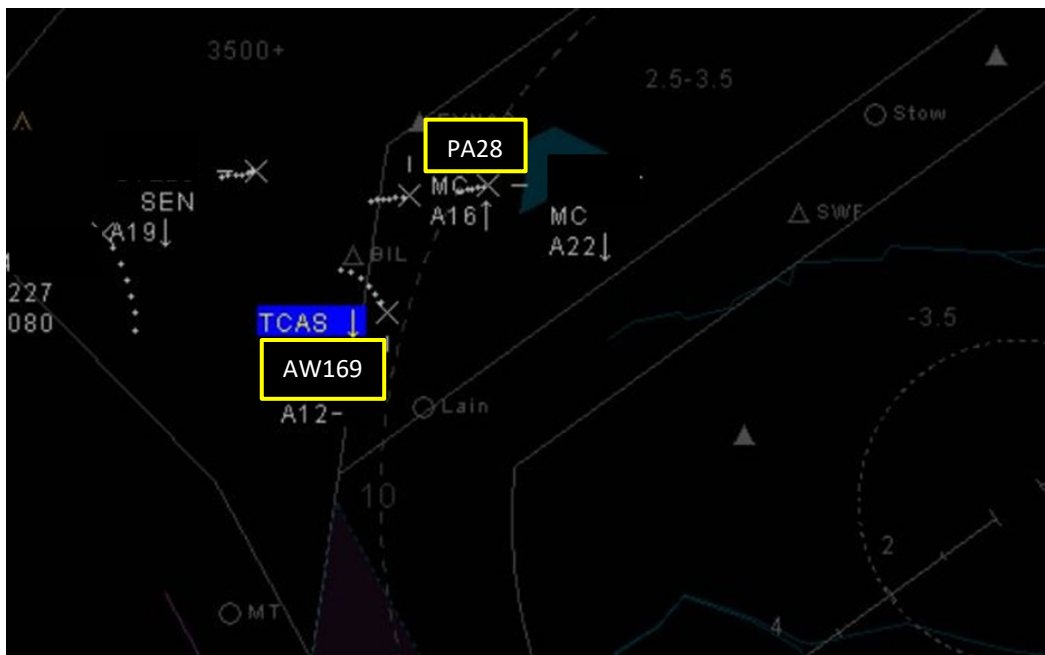 3500+
2.5-3.5
Stow
PA28
MC
A16↑
MC
A22↓
SEN
A19↓
SWF
BIL
227
080
TCAS ↓
-3.5
AW169
A12-
Lain
10
2
MT
4